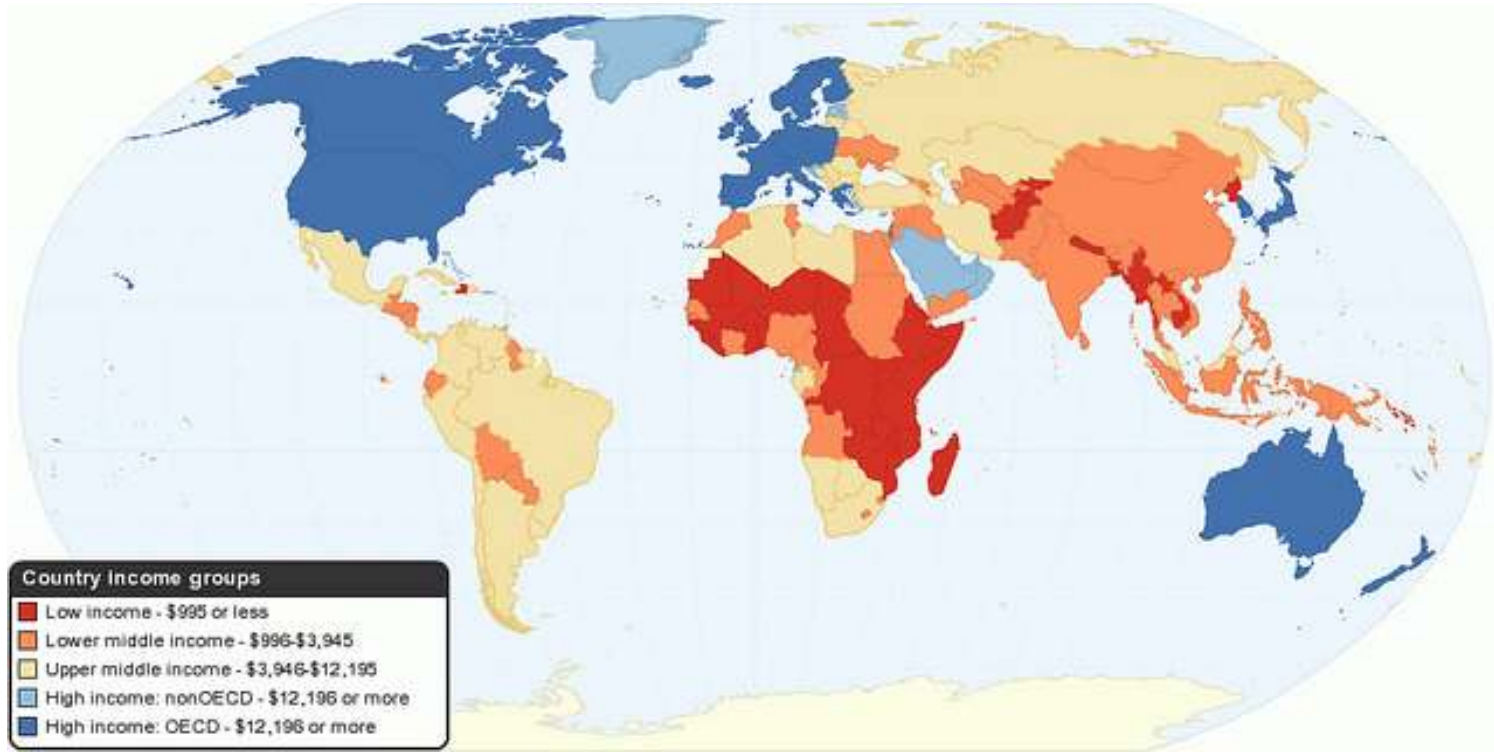 Country Income groups
Low income - $995 or less
Lower middle income - $996-$3,945
Upper middle income - $3,946-$12,195
High income: nonOECD - $12,196 or more
High income: OECD - $12,196 or more